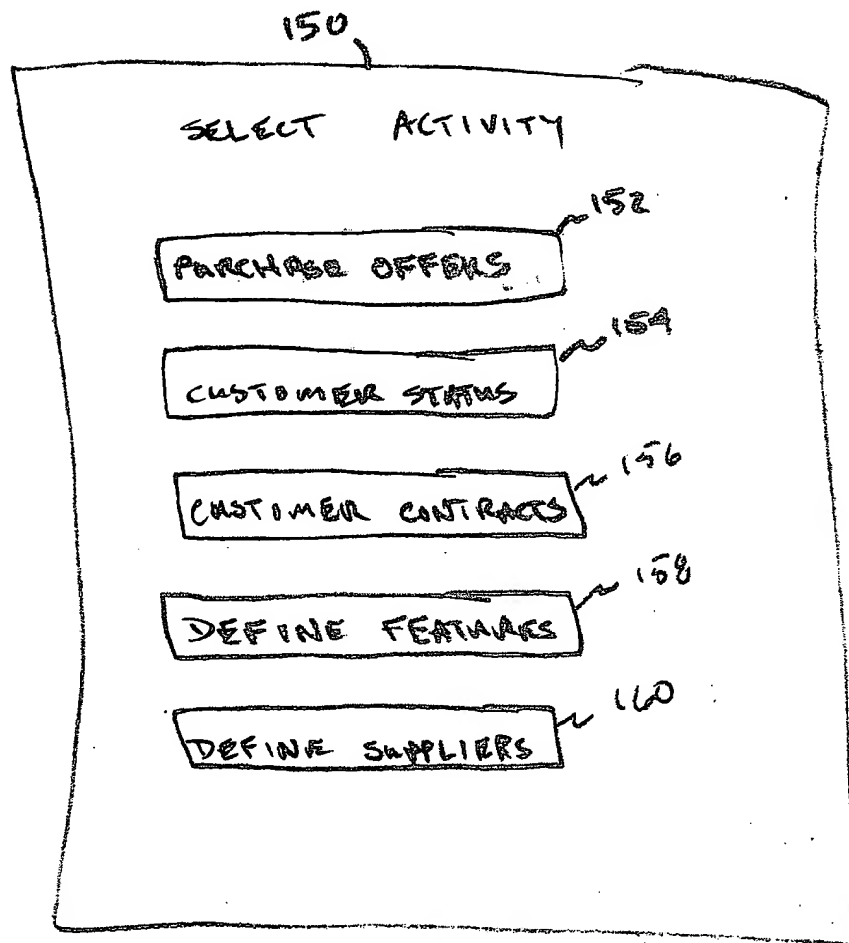 150
SELECT ACTIVITY
152
PURCHASE OFFERS
154
CUSTOMER STATUS
156
CUSTOMER CONTRACTS
158
DEFINE FEATURES
160
DEFINE SUPPLIERS